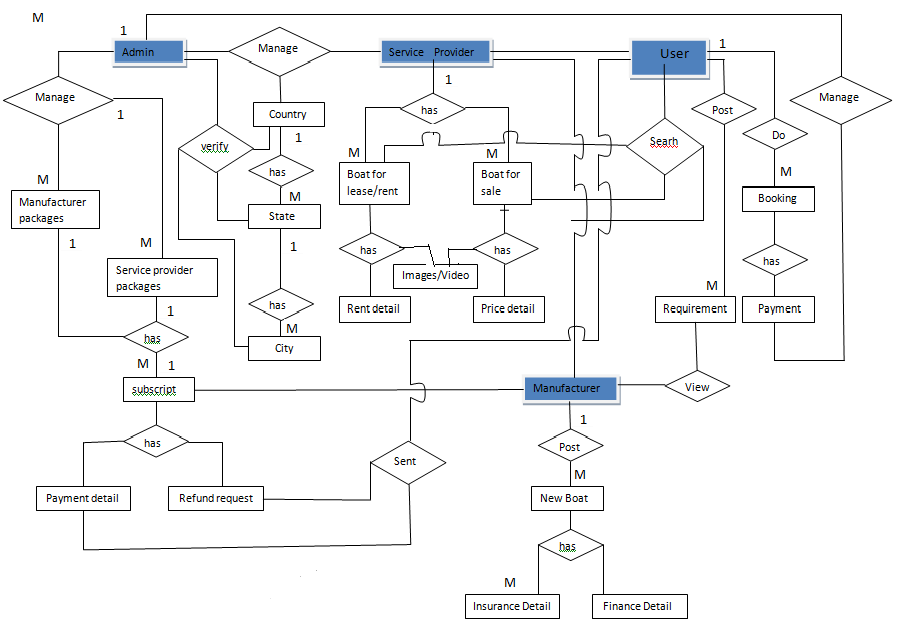 M
1
Admin
Manage
Service Provider
User
1
Manage
1
1
has
Post
Manage
Country
verify
1
Searh
Do
M
M
has
M
Manufacturer
packages
M
Boat for
lease/rent
Boat for
sale
M
Booking
State
1
M
1
has
has
Images/Video
has
Service provider
packages
has
M
1
has
M
Rent detail
Price detail
Requirement
Payment
has
City
M
1
subscript
Manufacturer
View
1
has
Post
Sent
M
Payment detail
Refund request
New Boat
has
M
Insurance Detail
Finance Detail